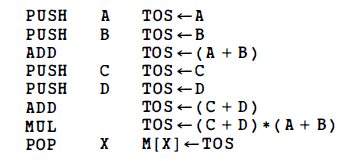 PUSH A TOS←A
PUSH B TOS←B
ADD TOS←(A + B)
PUSH C TOS←C
PUSH D TOS←D
ADD TOS←(C + D)
MUL TOS←(C + D)*(A + B)
POP X M[X]←TOS